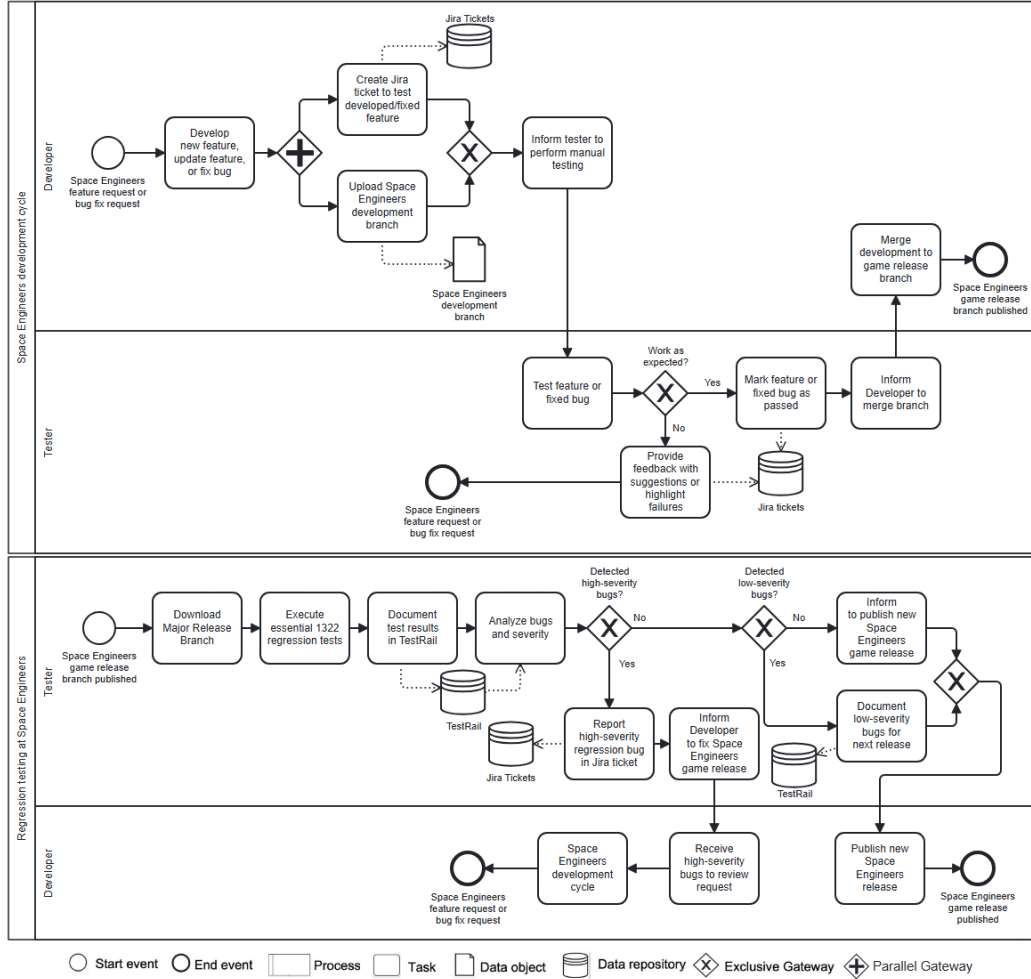 Space Engineers development cycle
Developer
Jira Tickets
Create Jira
ticket to test
developed/fixed
feature
Develop
new feature,
update feature,
or fix bug
Inform tester to
perform manual
testing
Space Engineers
feature request or
bug fix request
Upload Space
Engineers
development
branch
Space Engineers
development
branch
Merge
development to
game release
branch
Space Engineers
game release
branch published
Tester
Test feature or
fixed bug
Work as
expected?
Yes
No
Mark feature or
fixed bug as
passed
Inform
Developer to
merge branch
Provide
feedback with
suggestions or
highlight
failures
Jira tickets
Space Engineers
feature request or
bug fix request
Regression testing at Space Engineers
Tester
Space Engineers
game release
branch published
Download
Major Release
Branch
Execute
essential 1322
regression tests
Document
test results
in TestRail
TestRail
Analyze bugs
and severity
Detected
high-severity
bugs?
No
Yes
Detected
low-severity
bugs?
No
Yes
Inform
to publish new
Space
Engineers
game release
Report
high-severity
regression bug
in Jira ticket
Jira Tickets
Inform
Developer
to fix Space
Engineers
game release
Document
low-severity
bugs for
next release
TestRail
Developer
Space
Engineers
development
cycle
Receive
high-severity
bugs to review
request
Space Engineers
feature request or
bug fix request
Publish new
Space
Engineers
release
Space Engineers
game release
published
Start event
End event
Process
Task
Data object
Data repository
Exclusive Gateway
Parallel Gateway